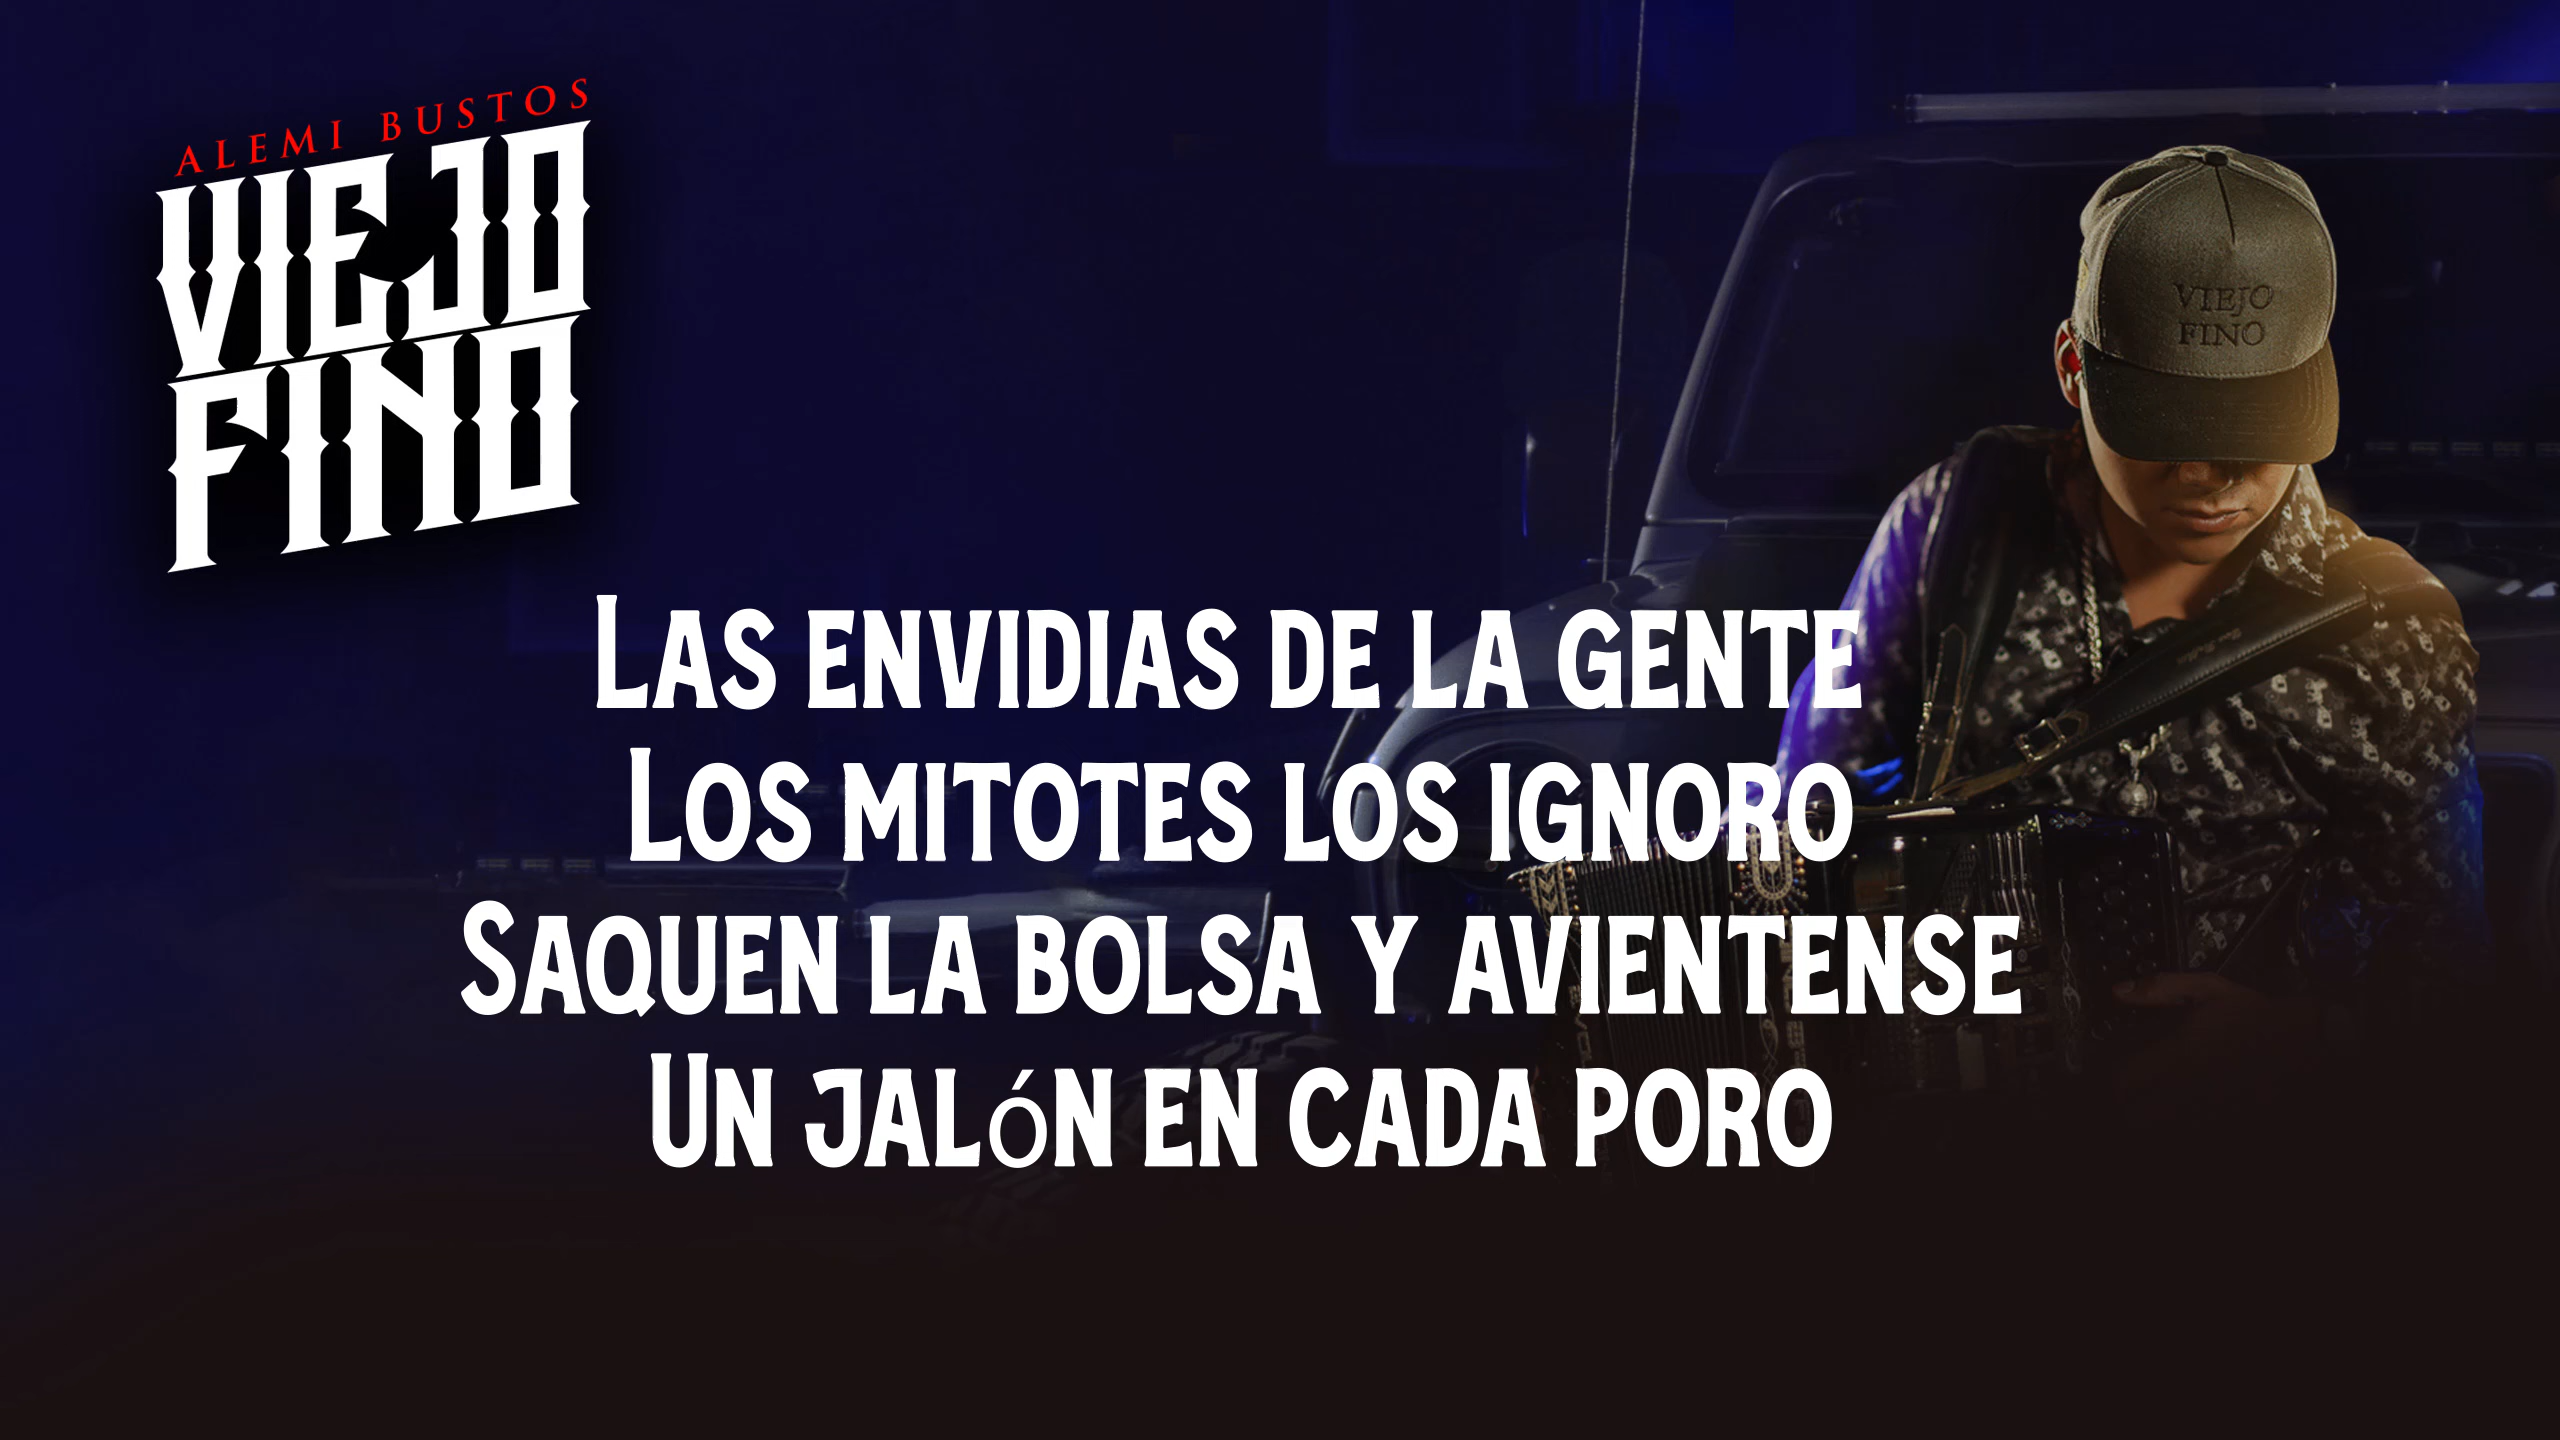 ALEMI BUSTOS
VIEJO
FINO
VIEJO
FINO
LAS ENVIDIAS DE LA GENTE
LOS MITOTES LOS IGNORO
SAQUEN LA BOLSA Y AVIENTENSE
UN JALóN EN CADA PORO